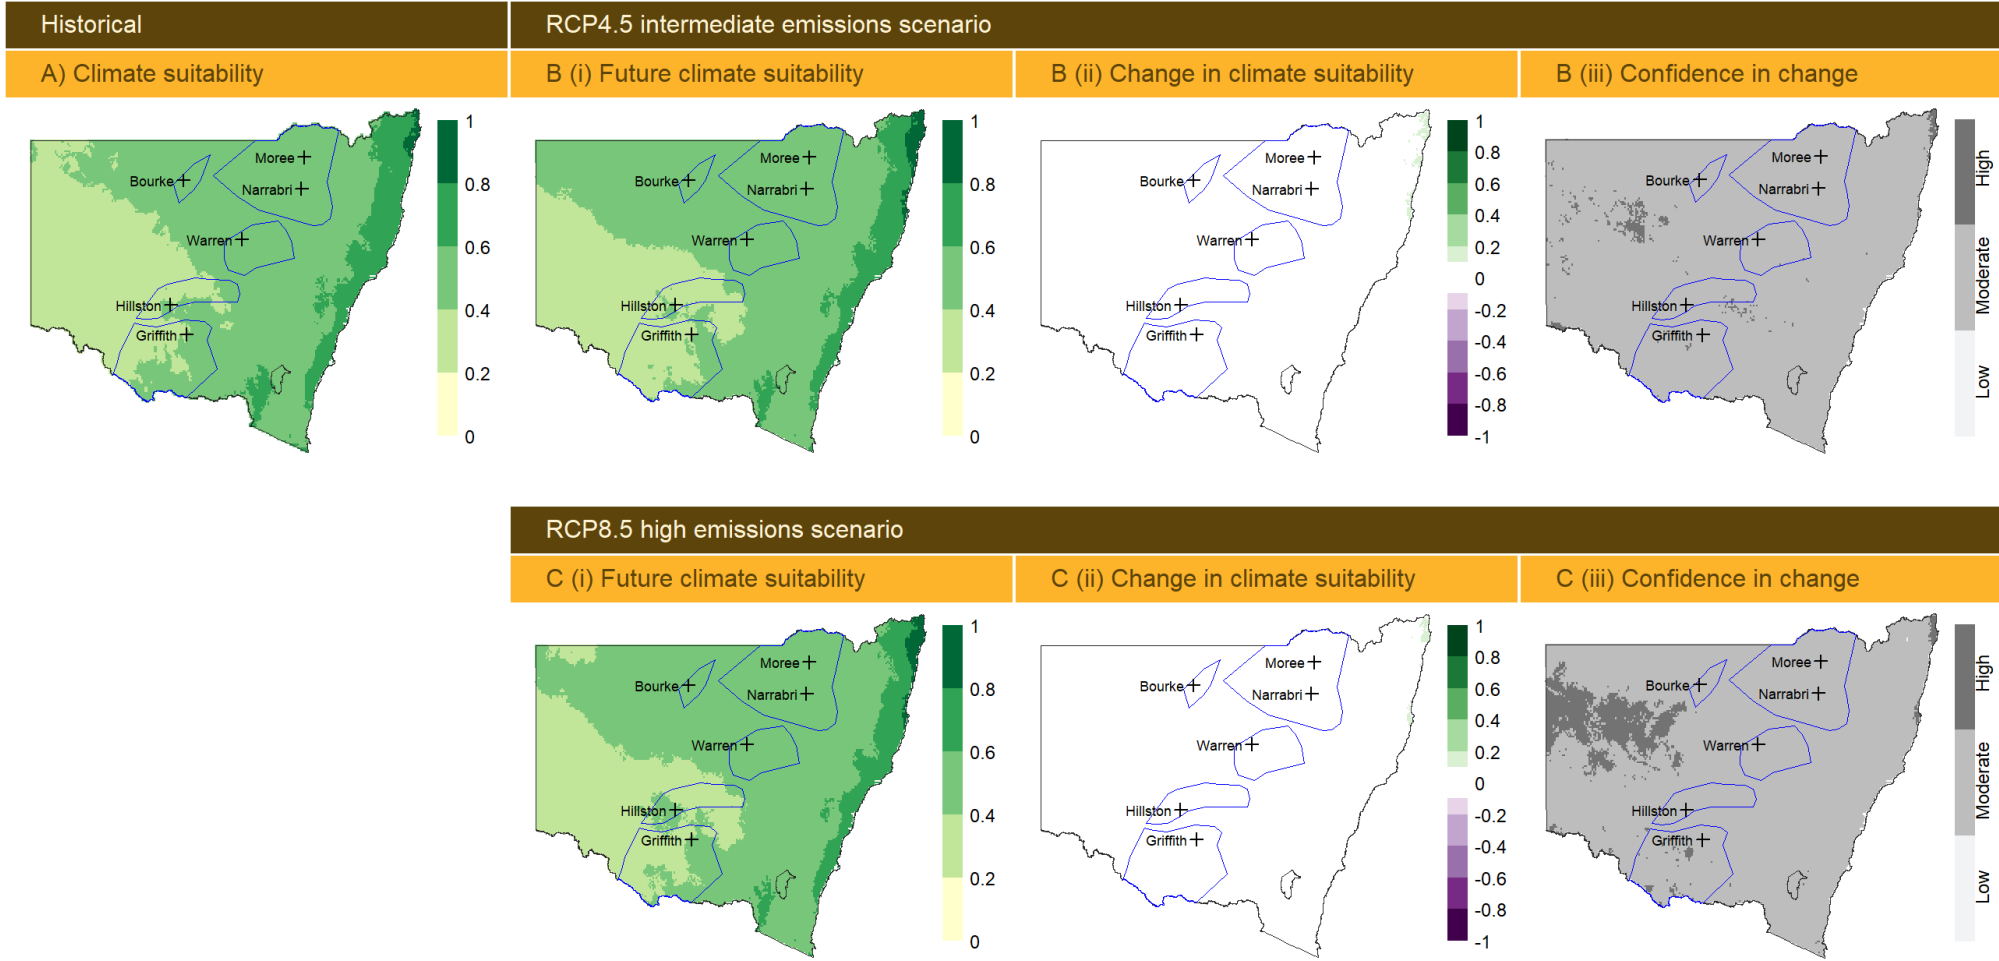 Historical
RCP4.5 intermediate emissions scenario
A) Climate suitability
B (i) Future climate suitability
B (ii) Change in climate suitability
B (iii) Confidence in change
Moree
Narrabri
Bourke
Warren
Hillston
Griffith
1
0.8
0.6
0.4
0.2
0
Moree
Narrabri
Bourke
Warren
Hillston
Griffith
1
0.8
0.6
0.4
0.2
0
Moree
Narrabri
Bourke
Warren
Hillston
Griffith
1
0.8
0.6
0.4
0.2
0
-0.2
-0.4
-0.6
-0.8
-1
Moree
Narrabri
Bourke
Warren
Hillston
Griffith
High
Moderate
Low
RCP8.5 high emissions scenario
C (i) Future climate suitability
C (ii) Change in climate suitability
C (iii) Confidence in change
Moree
Narrabri
Bourke
Warren
Hillston
Griffith
1
0.8
0.6
0.4
0.2
0
Moree
Narrabri
Bourke
Warren
Hillston
Griffith
1
0.8
0.6
0.4
0.2
0
-0.2
-0.4
-0.6
-0.8
-1
Moree
Narrabri
Bourke
Warren
Hillston
Griffith
High
Moderate
Low